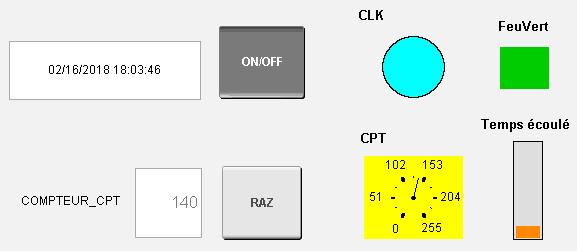 CLK
FeuVert
02/16/2018 18:03:46
ON/OFF
Temps écoulé
CPT
102 153
51 204
0 255
COMPTEUR_CPT 140
RAZ